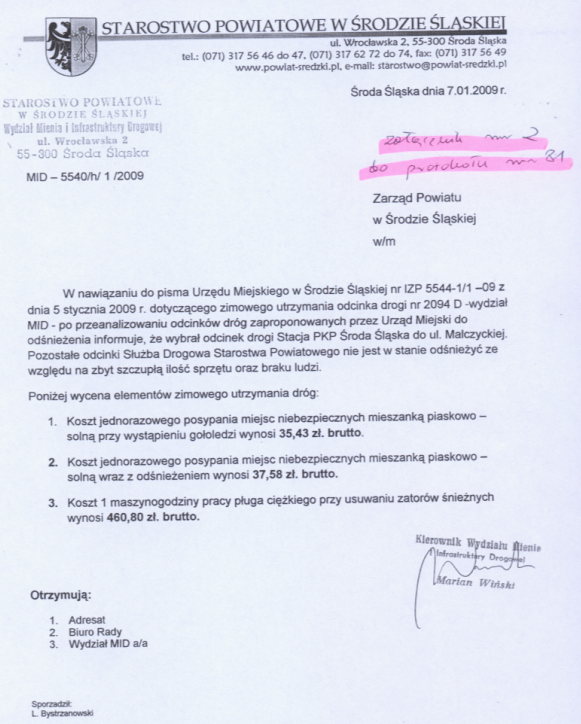 STAROSTWO POWIATOWE W ŚRODZIE ŚLĄSKIEJ
ul. Wrocławska 2, 55-300 Środa Śląska
tel.: (071) 317 56 46 do 47, (071) 317 62 72 do 74, fax: (071) 317 56 49
www.powiat-sredzki.pl, e-mail: starostwo@powiat-sredzki.pl
Środa Śląska dnia 7.01.2009 r.
STAROSTWO POWIATOWE
W ŚRODZIE ŚLĄSKIEJ
Wydział Mienia i Infrastruktury Drogowej
ul. Wrocławska 2
55-300 Środa Śląska
załącznik nr 2
do protokołu nr 81
MID – 5540/h/ 1 /2009
Zarząd Powiatu
w Środzie Śląskiej
w/m
W nawiązaniu do pisma Urzędu Miejskiego w Środzie Śląskiej nr IZP 5544-1/1 –09 z
dnia 5 stycznia 2009 r. dotyczącego zimowego utrzymania odcinka drogi nr 2094 D -wydział
MID - po przeanalizowaniu odcinków dróg zaproponowanych przez Urząd Miejski do
odśnieżenia informuje, że wybrał odcinek drogi Stacja PKP Środa Śląska do ul. Malczyckiej.
Pozostałe odcinki Służba Drogowa Starostwa Powiatowego nie jest w stanie odśnieżyć ze
względu na zbyt szczupłą ilość sprzętu oraz braku ludzi.
Poniżej wycena elementów zimowego utrzymania dróg:
1. Koszt jednorazowego posypania miejsc niebezpiecznych mieszanką piaskowo –
solną przy wystąpieniu gołoledzi wynosi 35,43 zł. brutto.
2. Koszt jednorazowego posypania miejsc niebezpiecznych mieszanką piaskowo –
solną wraz z odśnieżeniem wynosi 37,58 zł. brutto.
3. Koszt 1 maszynogodziny pracy pługa ciężkiego przy usuwaniu zatorów śnieżnych
wynosi 460,80 zł. brutto.
Kierownik Wydziału Mienia
i Infrastruktury Drogowej
Marian Wiński
Otrzymują:
1. Adresat
2. Biuro Rady
3. Wydział MID a/a
Sporzadził:
L. Bystrzanowski